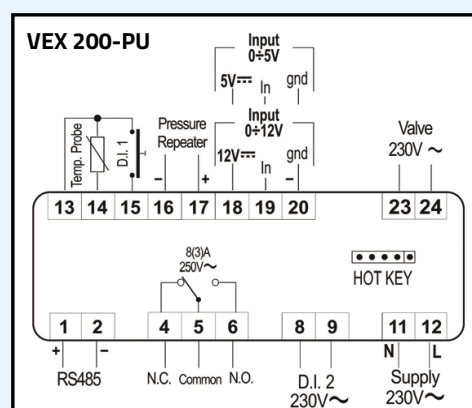 VEX 200-PU
Input
0÷5V
5V⎓ In gnd
Input
0÷12V
12V⎓ In gnd
Temp. Probe
D.I. 1
Pressure
Repeater
– + –
Valve
230V ~
13 14 15 16 17 18 19 20 23 24
8(3)A
250V~
HOT KEY
1 2 4 5 6 8 9 11 12
+ – N L
RS485 N.C. Common N.O. D.I. 2 Supply
230V~ 230V~